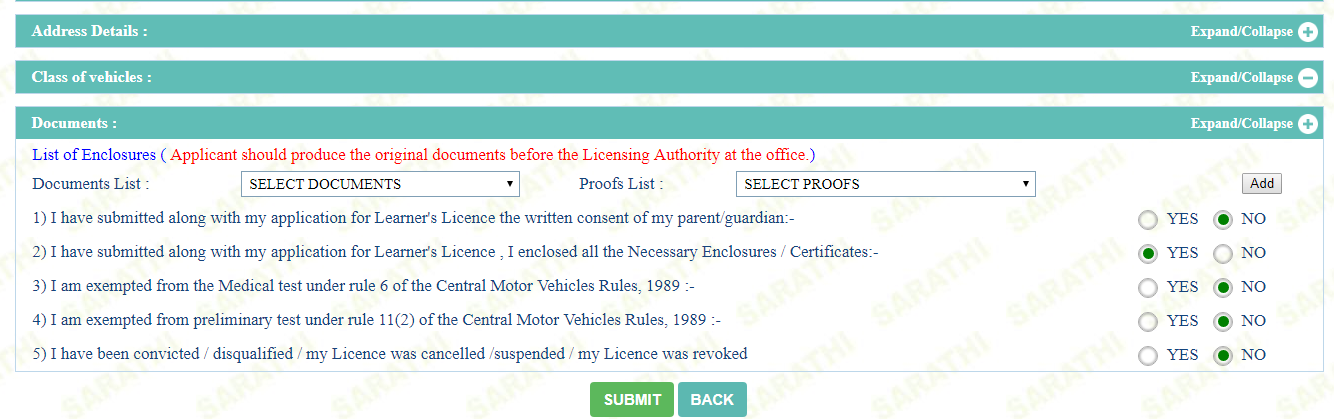 Address Details : Expand/Collapse
Class of vehicles : Expand/Collapse
Documents : Expand/Collapse
List of Enclosures ( Applicant should produce the original documents before the Licensing Authority at the office.)
Documents List : SELECT DOCUMENTS Proofs List : SELECT PROOFS Add
1) I have submitted along with my application for Learner's Licence the written consent of my parent/guardian:- YES NO
2) I have submitted along with my application for Learner's Licence , I enclosed all the Necessary Enclosures / Certificates:- YES NO
3) I am exempted from the Medical test under rule 6 of the Central Motor Vehicles Rules, 1989 :- YES NO
4) I am exempted from preliminary test under rule 11(2) of the Central Motor Vehicles Rules, 1989 :- YES NO
5) I have been convicted / disqualified / my Licence was cancelled /suspended / my Licence was revoked YES NO
SUBMIT BACK
SARATHI